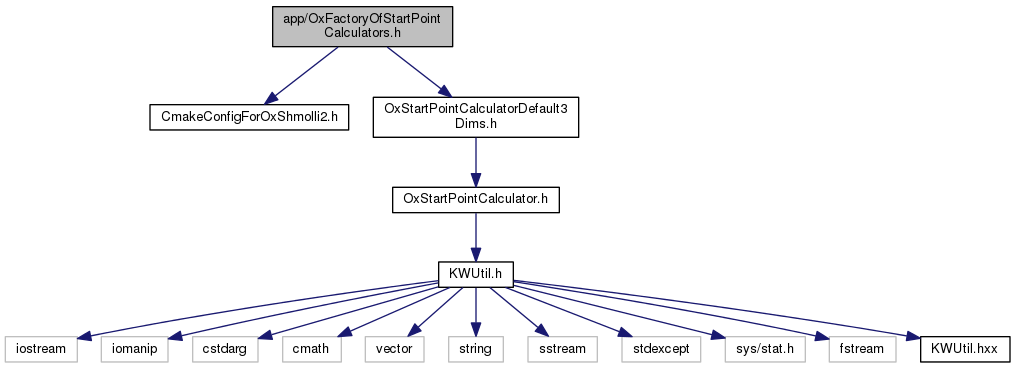 app/OxFactoryOfStartPoint
Calculators.h
CmakeConfigForOxShmolli2.h
OxStartPointCalculatorDefault3
Dims.h
OxStartPointCalculator.h
KWUtil.h
iostream
iomanip
cstdarg
cmath
vector
string
sstream
stdexcept
sys/stat.h
fstream
KWUtil.hxx